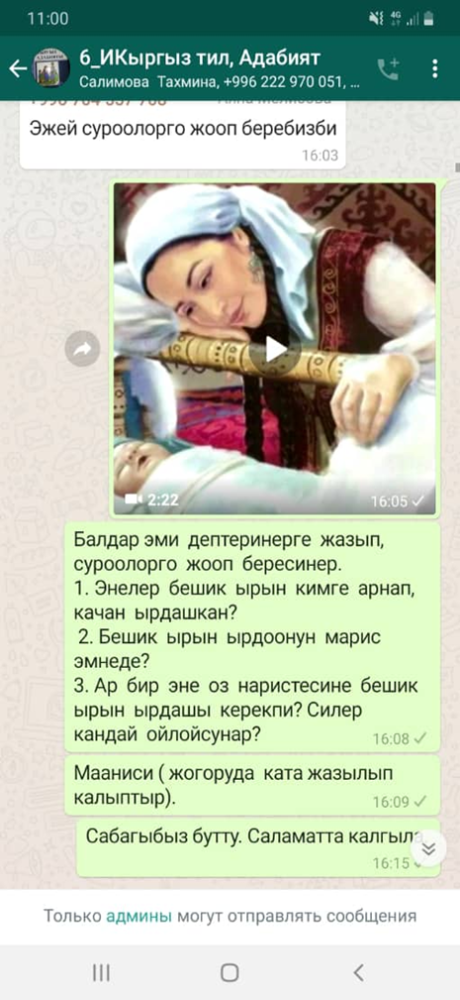 11:00
4G
6_ИКыргыз тил, Адабият
Салимова Тахмина, +996 222 970 051, ...
Эжей суроолорго жооп беребизби
16:03
2:22
16:05
Балдар эми дептеринерге жазып,
суроолорго жооп бересинер.
1. Энелер бешик ырын кимге арнап,
качан ырдашкан?
2. Бешик ырын ырдоонун марис
эмнеде?
3. Ар бир эне оз наристесине бешик
ырын ырдашы керекпи? Силер
кандай ойлойсунар?
16:08
Мааниси ( жогоруда ката жазылып
калыптыр).
16:09
Сабагыбыз бутту. Саламатта калгыла
16:15
Только админы могут отправлять сообщения